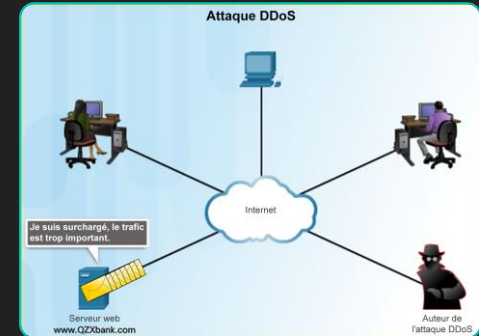 Attaque DDoS
Je suis surchargé, le trafic
est trop important.
Internet
Serveur web
www.QZXbank.com
Auteur de
l'attaque DDoS